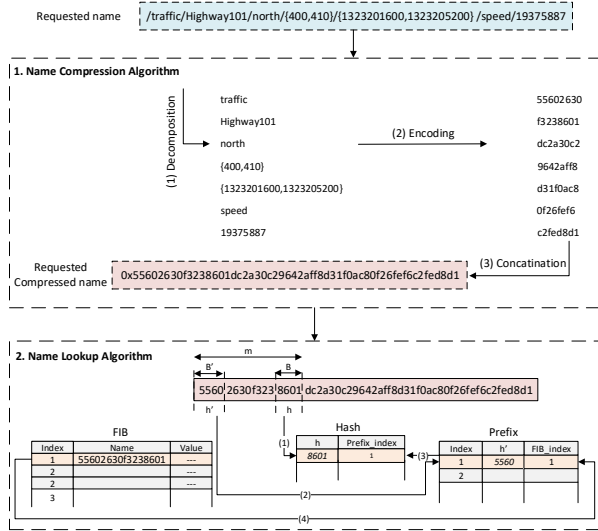 Requested name
/traffic/Highway101/north/{400,410}/{1323201600,1323205200} /speed/19375887
1. Name Compression Algorithm
(1) Decomposition
traffic 55602630
Highway101 f3238601
north (2) Encoding dc2a30c2
{400,410} 9642aff8
{1323201600,1323205200} d31f0ac8
speed 0f26fef6
19375887 c2fed8d1
Requested
Compressed name
0x55602630f3238601dc2a30c29642aff8d31f0ac80f26fef6c2fed8d1
(3) Concatination
2. Name Lookup Algorithm
m
B' B
5560 2630f323 8601 dc2a30c29642aff8d31f0ac80f26fef6c2fed8d1
h' h
FIB
Index Name Value
1 55602630f3238601 ---
2 ---
2 ---
3
(1)
Hash
h Prefix_index
8601 1
(3)
Prefix
Index h' FIB_index
1 5560 1
2
(2)
(4)